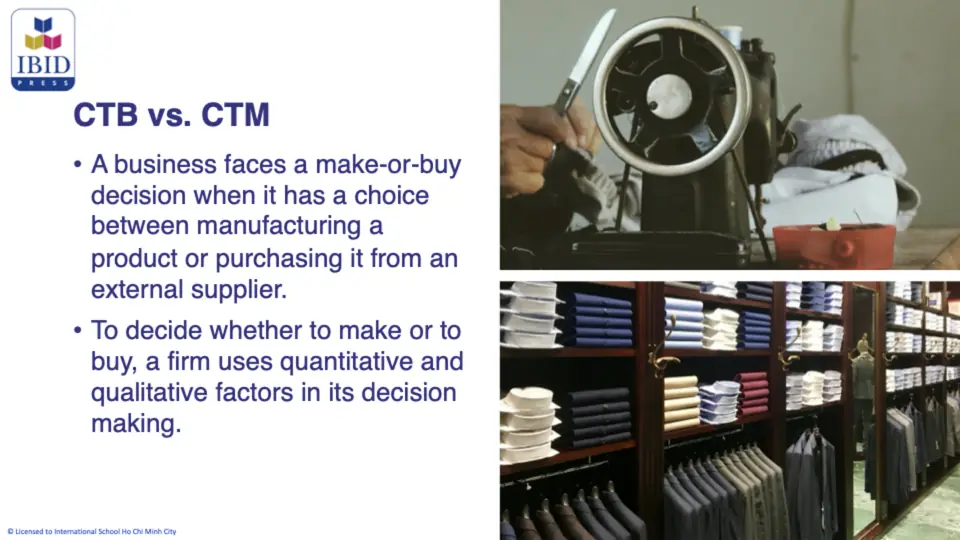 IBID
PRESS
CTB vs. CTM
• A business faces a make-or-buy
decision when it has a choice
between manufacturing a
product or purchasing it from an
external supplier.
• To decide whether to make or to
buy, a firm uses quantitative and
qualitative factors in its decision
making.
© Licensed to International School Ho Chi Minh City